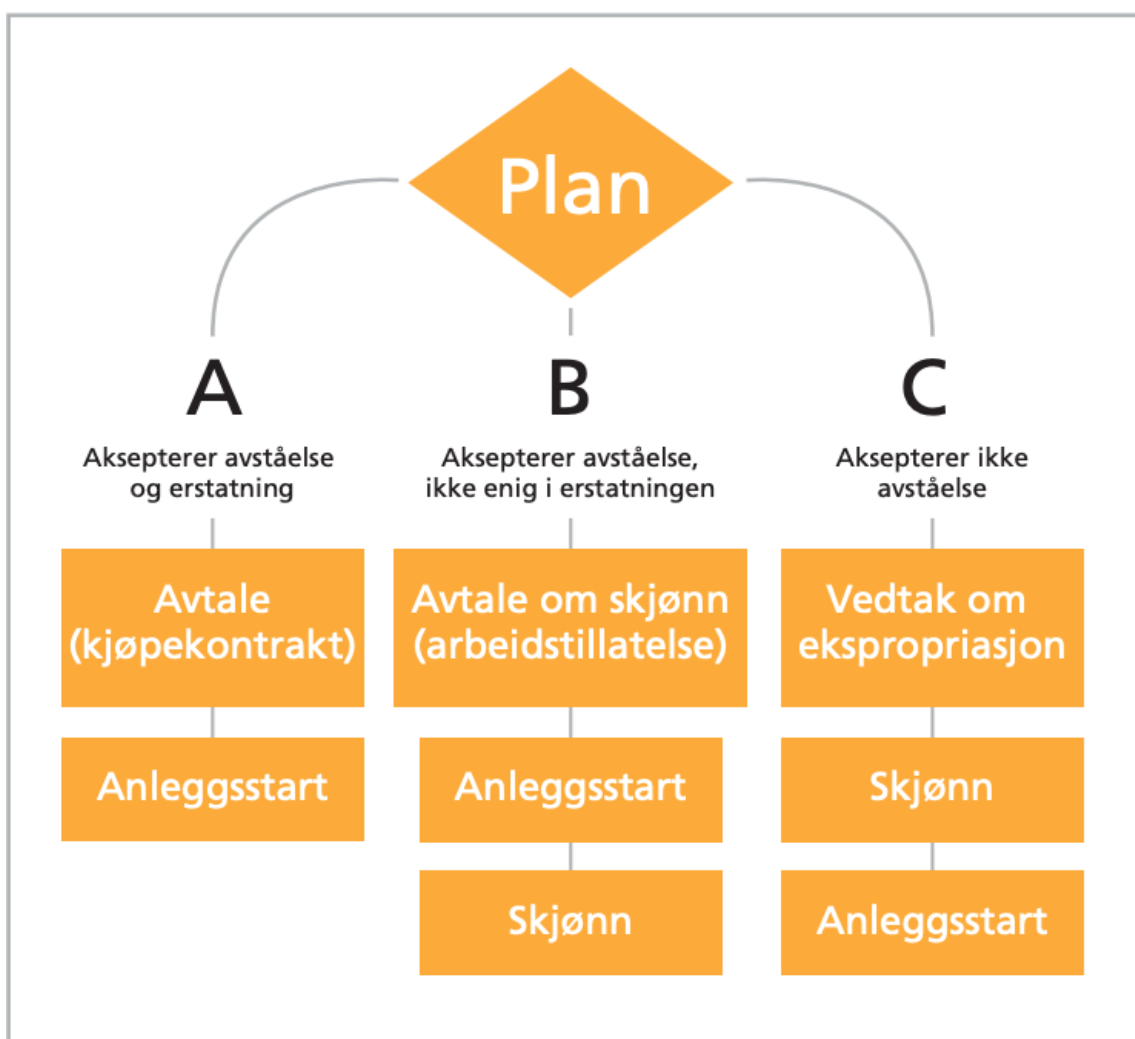 Plan
A
Aksepterer avståelse
og erstatning
Avtale
(kjøpekontrakt)
Anleggsstart
B
Aksepterer avståelse,
ikke enig i erstatningen
Avtale om skjønn
(arbeidstillatelse)
Anleggsstart
Skjønn
C
Aksepterer ikke
avståelse
Vedtak om
ekspropriasjon
Skjønn
Anleggsstart